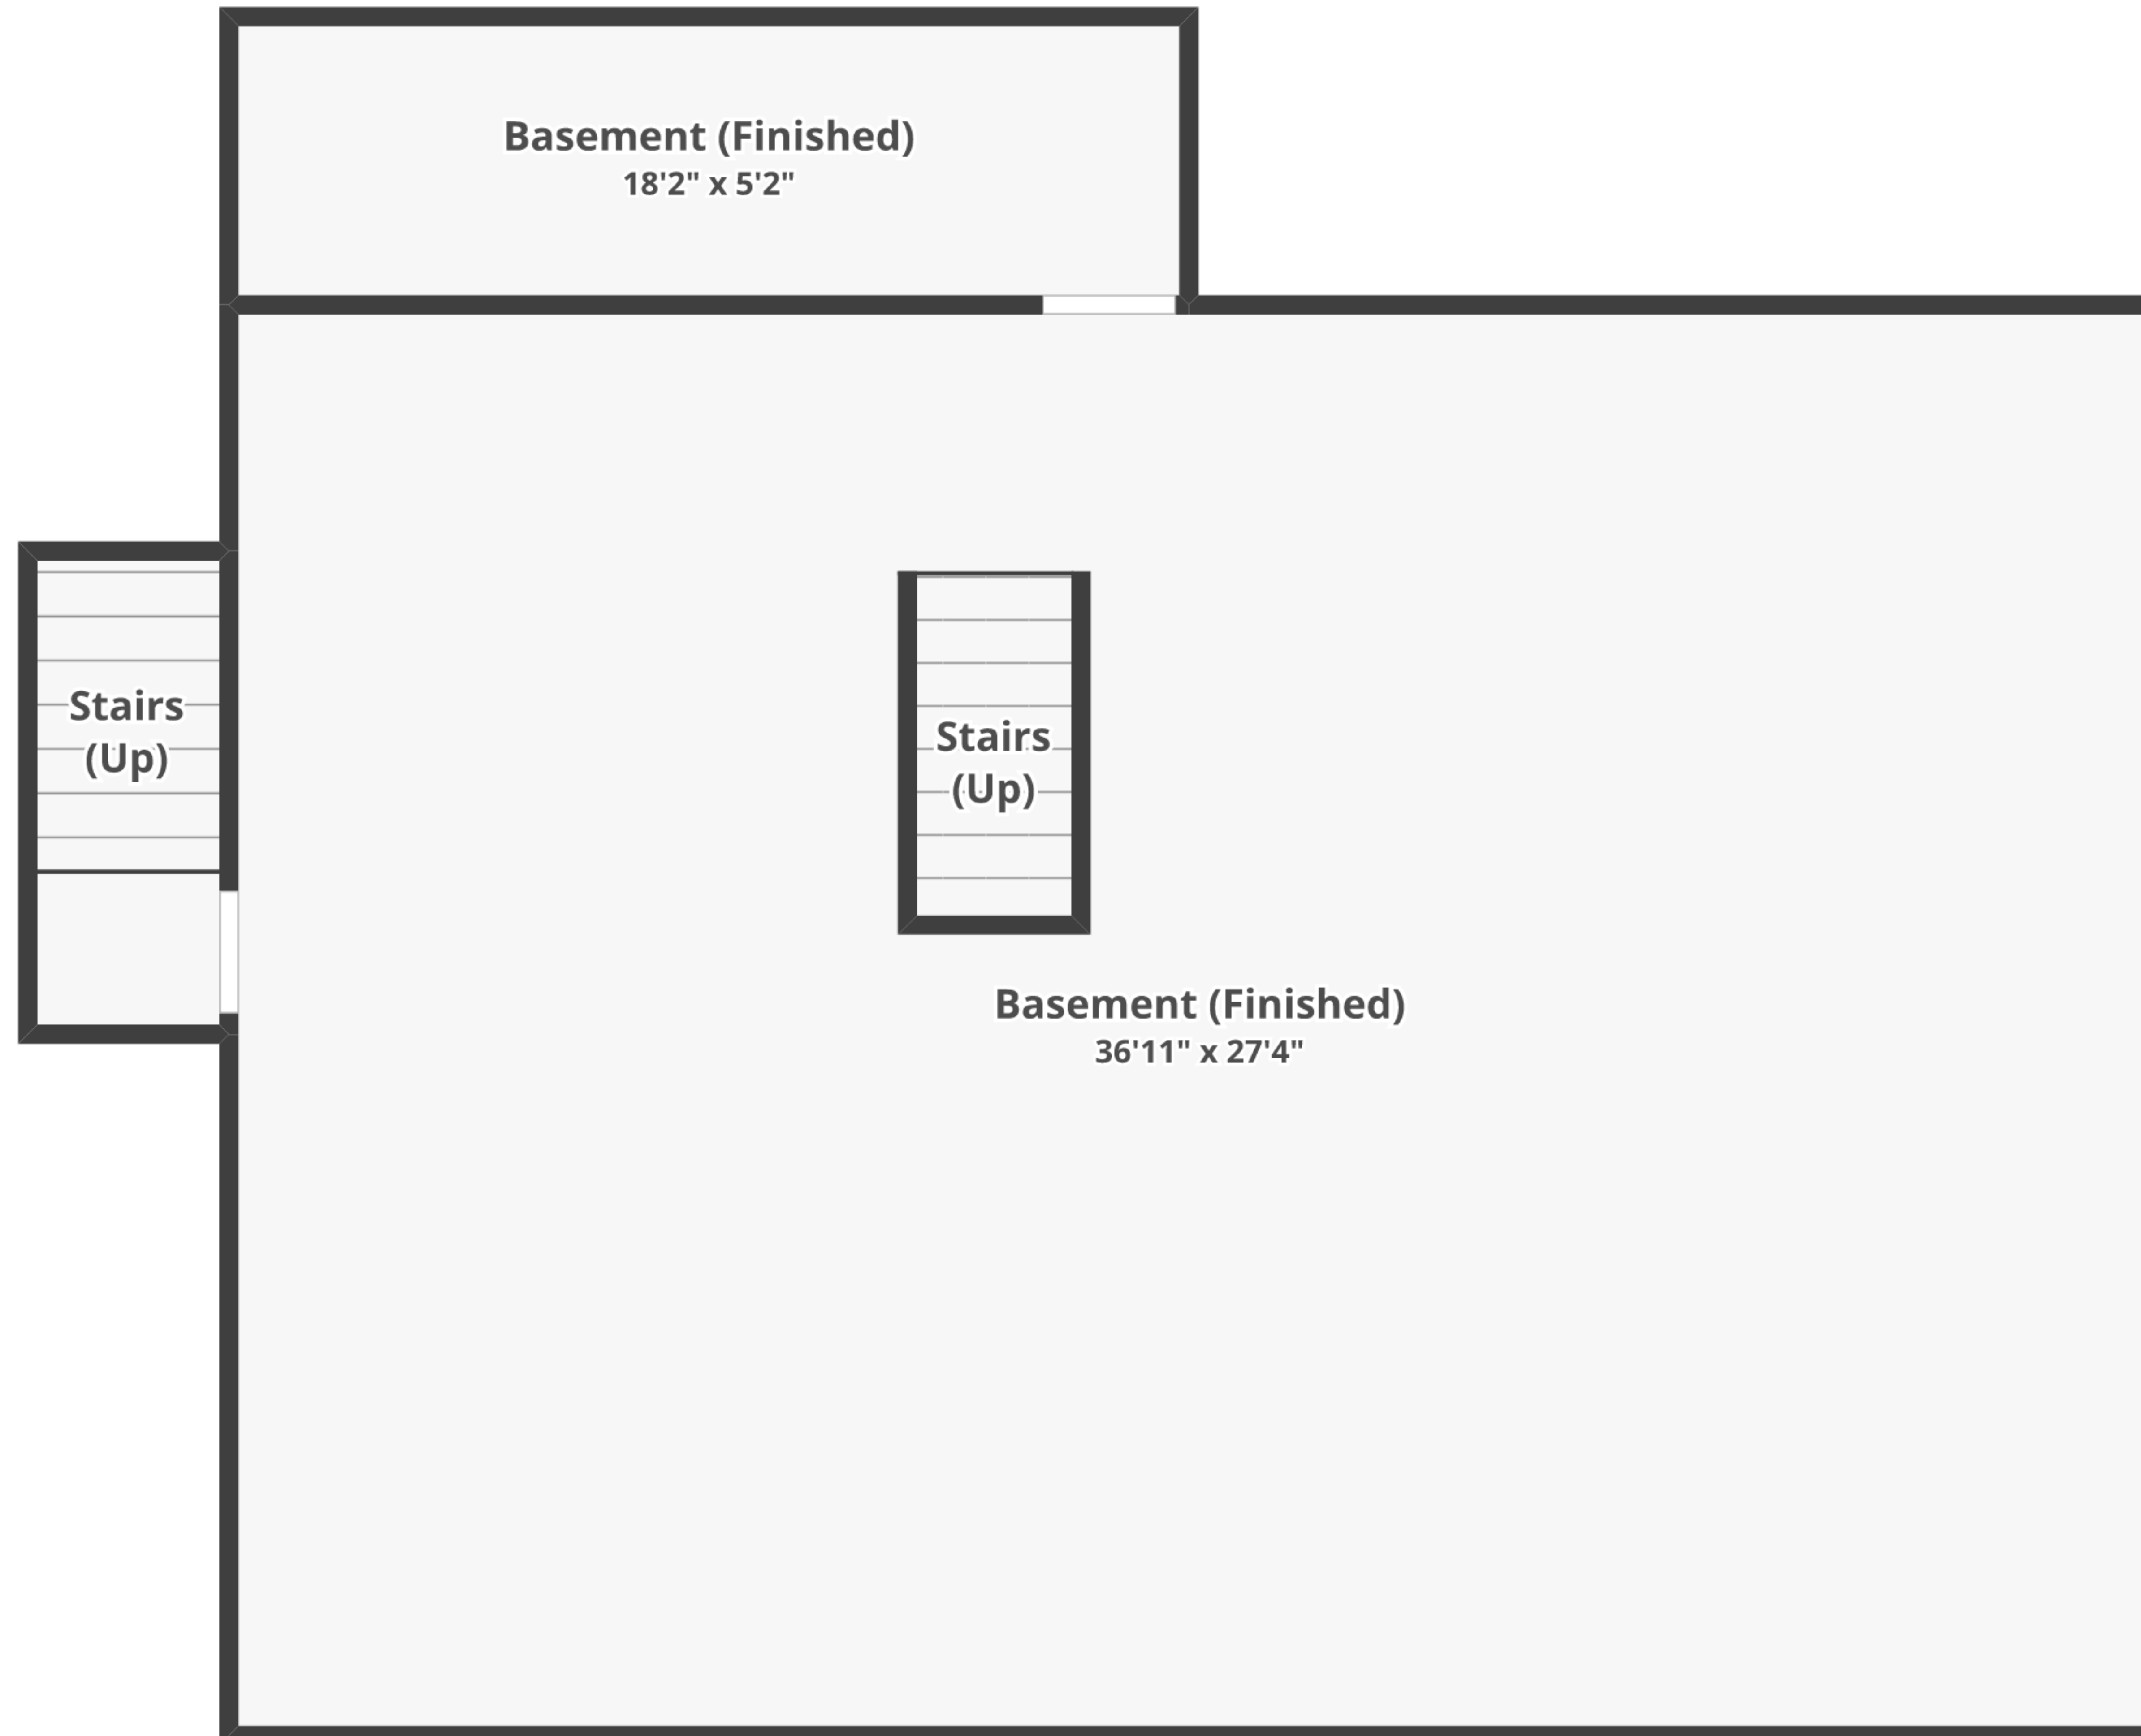 Basement (Finished)
18'2" x 5'2"
Stairs
(Up)
Stairs
(Up)
Basement (Finished)
36'11" x 27'4"